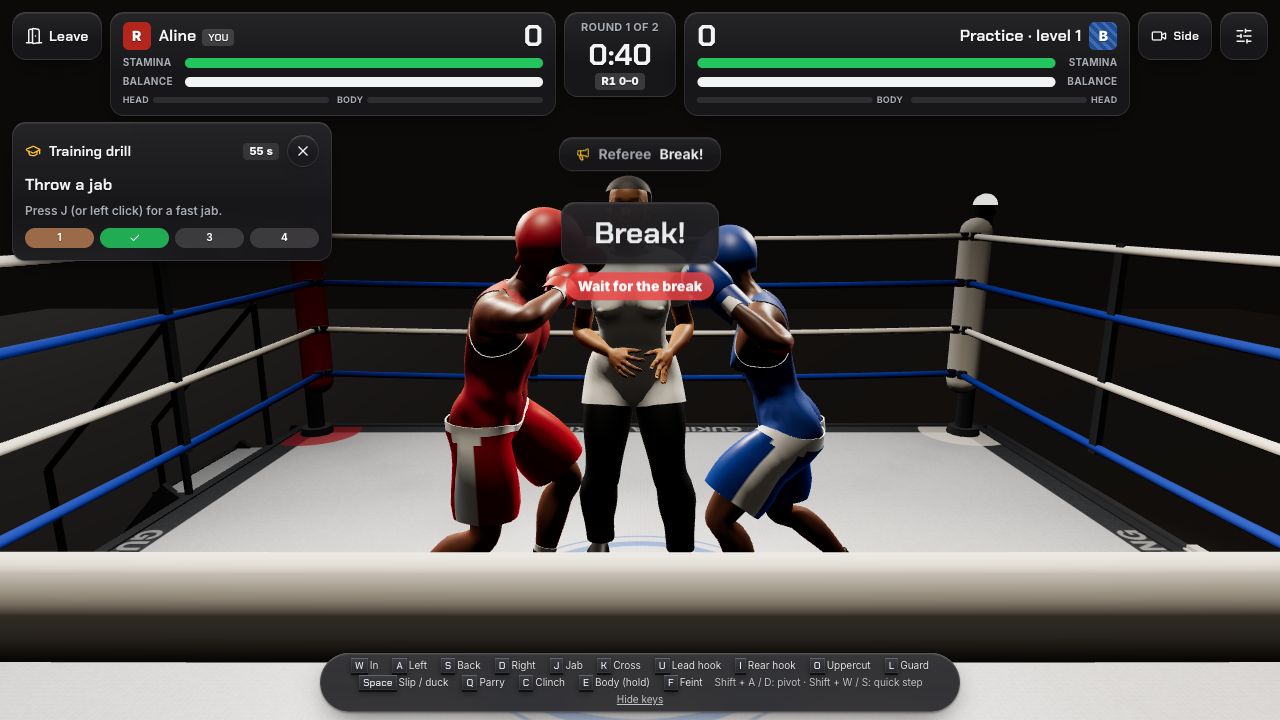 Leave
R Aline YOU 0
STAMINA
BALANCE
HEAD BODY
ROUND 1 OF 2
0:40
R1 0–0
0 Practice · level 1 B
STAMINA
BALANCE
BODY HEAD
Side
Training drill 55 s
Throw a jab
Press J (or left click) for a fast jab.
1 3 4
Referee Break!
Break!
Wait for the break
W In A Left S Back D Right J Jab K Cross U Lead hook I Rear hook O Uppercut L Guard
Space Slip / duck Q Parry C Clinch E Body (hold) F Feint Shift + A / D: pivot · Shift + W / S: quick step
Hide keys